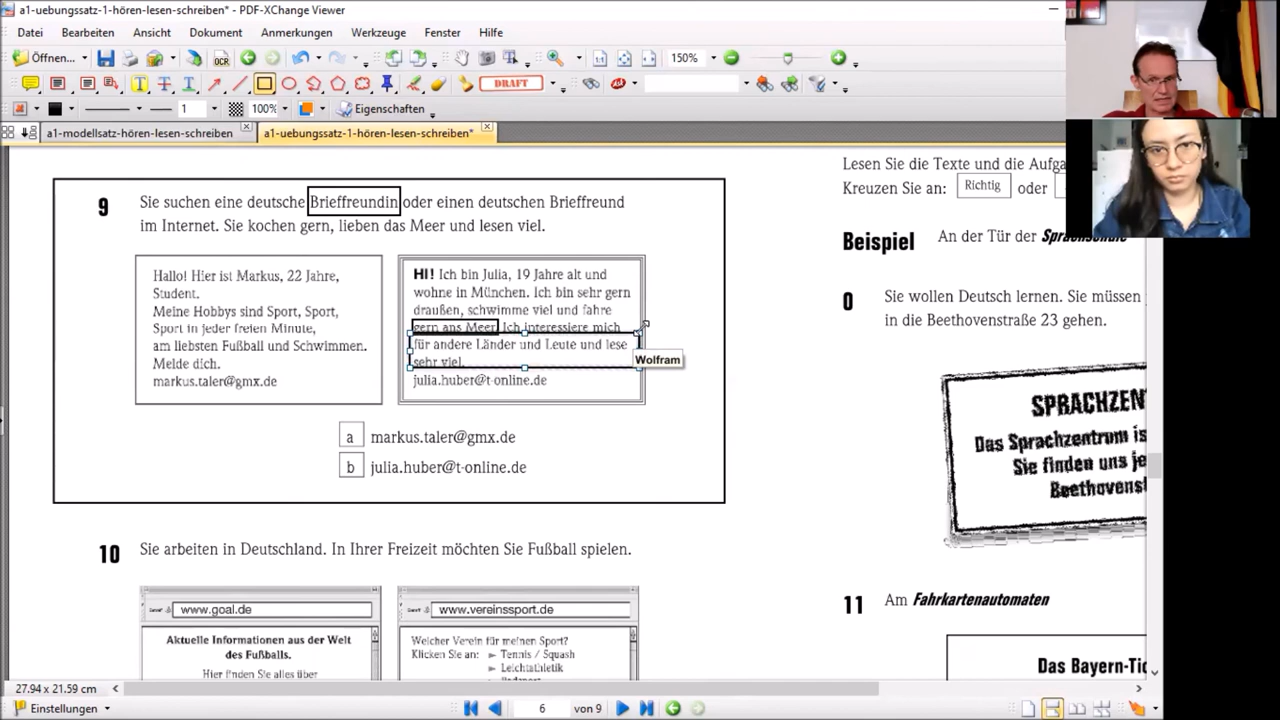 a1-uebungssatz-1-hören-lesen-schreiben* - PDF-XChange Viewer
Datei Bearbeiten Ansicht Dokument Anmerkungen Werkzeuge Fenster Hilfe
Öffnen... OCR 150%
DRAFT
1 100% Eigenschaften
a1-modellsatz-hören-lesen-schreiben a1-uebungssatz-1-hören-lesen-schreiben*
9
Sie suchen eine deutsche Brieffreundin oder einen deutschen Brieffreund
im Internet. Sie kochen gern, lieben das Meer und lesen viel.
Hallo! Hier ist Markus, 22 Jahre,
Student.
Meine Hobbys sind Sport, Sport,
Sport in jeder freien Minute,
am liebsten Fußball und Schwimmen.
Melde dich.
markus.taler@gmx.de
HI! Ich bin Julia, 19 Jahre alt und
wohne in München. Ich bin sehr gern
draußen, schwimme viel und fahre
gern ans Meer. Ich interessiere mich
für andere Länder und Leute und lese
sehr viel.
julia.huber@t-online.de
Wolfram
a markus.taler@gmx.de
b julia.huber@t-online.de
10
Sie arbeiten in Deutschland. In Ihrer Freizeit möchten Sie Fußball spielen.
www.goal.de
Aktuelle Informationen aus der Welt
des Fußballs.
Hier finden Sie alles über
www.vereinssport.de
Welcher Verein für meinen Sport?
Klicken Sie an: ► Tennis / Squash
► Leichtathletik
Lesen Sie die Texte und die
Kreuzen Sie an: Richtig oder
Beispiel An der Tür der Sprachschule
0
Sie wollen Deutsch lernen. Sie müssen
in die Beethovenstraße 23 gehen.
SPRACHZEN
Das Sprachzentrum is
Sie finden uns je
Beethovenst
11
Am Fahrkartenautomaten
Das Bayern-Tic
27.94 x 21.59 cm
Einstellungen 6 von 9